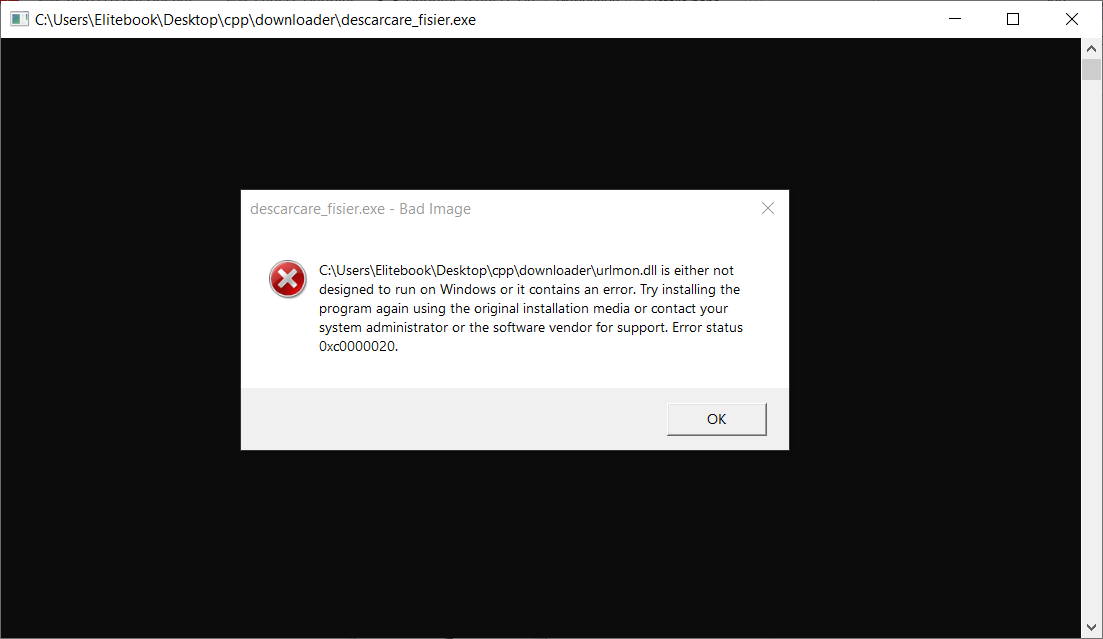 C:\Users\Elitebook\Desktop\cpp\downloader\descarcare_fisier.exe
descarcare_fisier.exe - Bad Image
C:\Users\Elitebook\Desktop\cpp\downloader\urlmon.dll is either not
designed to run on Windows or it contains an error. Try installing the
program again using the original installation media or contact your
system administrator or the software vendor for support. Error status
0xc0000020.
OK